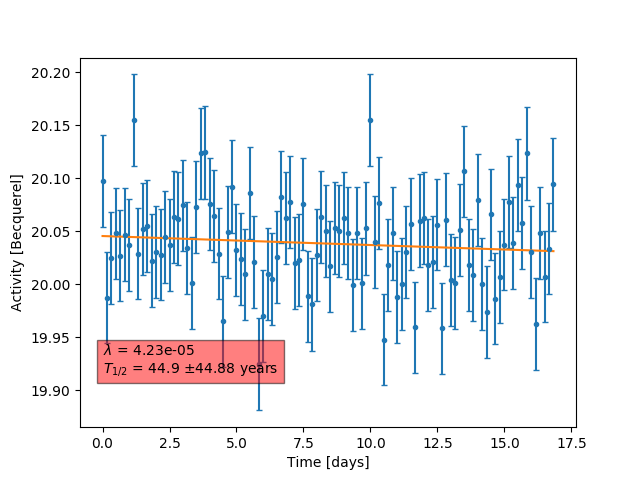 20.20
20.15
20.10
20.05
20.00
19.95
19.90
Activity [Becquerel]
λ = 4.23e-05
T1/2 = 44.9 ±44.88 years
0.0 2.5 5.0 7.5 10.0 12.5 15.0 17.5
Time [days]